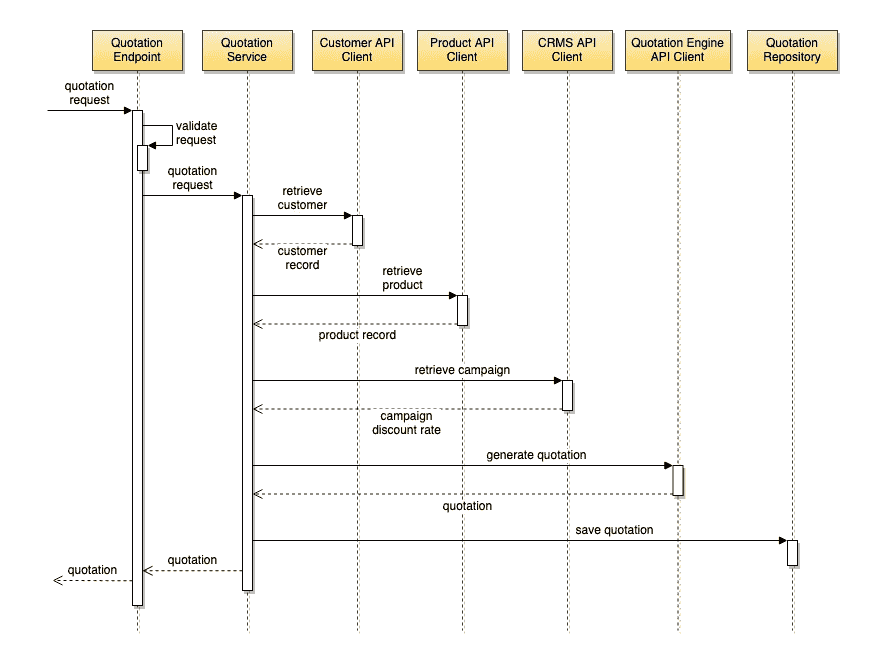 Quotation
Endpoint
Quotation
Service
Customer API
Client
Product API
Client
CRMS API
Client
Quotation Engine
API Client
Quotation
Repository
quotation
request
validate
request
quotation
request
retrieve
customer
customer
record
retrieve
product
product record
retrieve campaign
campaign
discount rate
generate quotation
quotation
save quotation
quotation
quotation